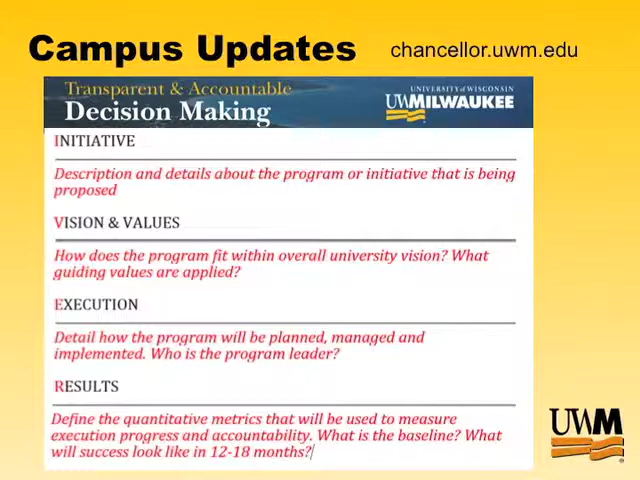 Campus Updates chancellor.uwm.edu
Transparent & Accountable
Decision Making
UNIVERSITY of WISCONSIN
UWMILWAUKEE
INITIATIVE
Description and details about the program or initiative that is being
proposed
VISION & VALUES
How does the program fit within overall university vision? What
guiding values are applied?
EXECUTION
Detail how the program will be planned, managed and
implemented. Who is the program leader?
RESULTS
Define the quantitative metrics that will be used to measure
execution progress and accountability. What is the baseline? What
will success look like in 12-18 months?
UWM